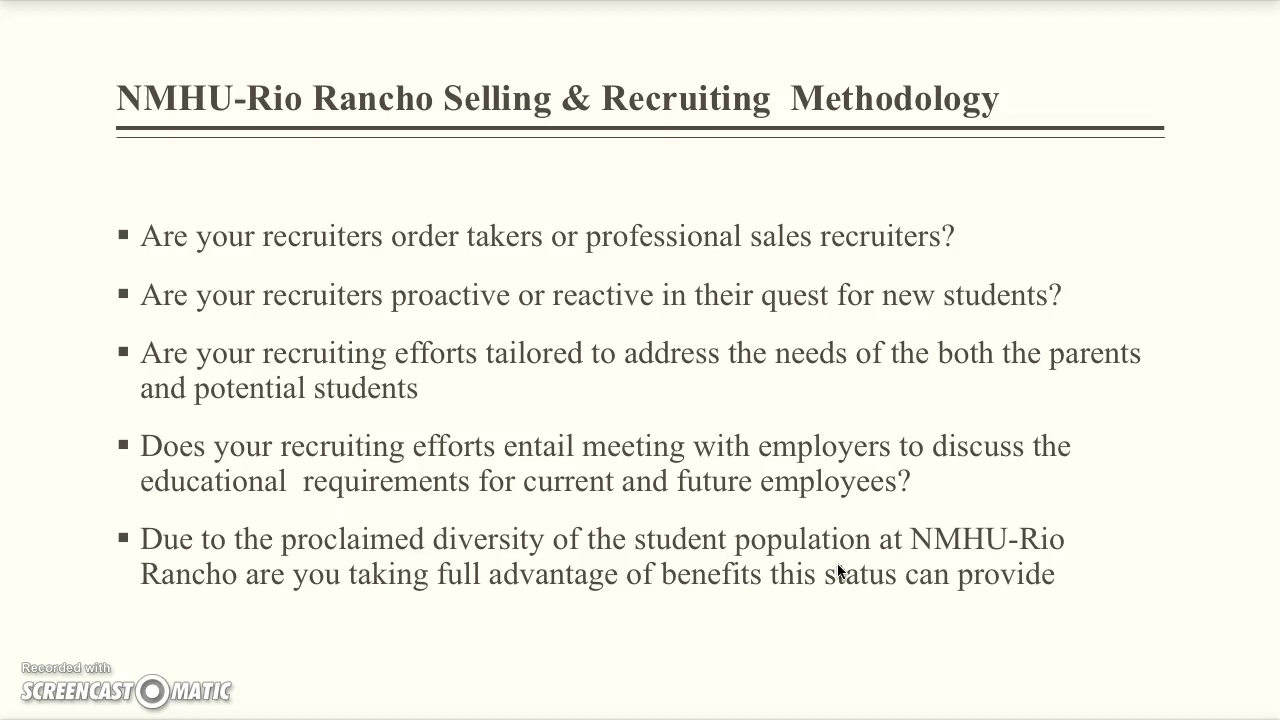 NMHU-Rio Rancho Selling & Recruiting  Methodology
▪ Are your recruiters order takers or professional sales recruiters?
▪ Are your recruiters proactive or reactive in their quest for new students?
▪ Are your recruiting efforts tailored to address the needs of the both the parents
and potential students
▪ Does your recruiting efforts entail meeting with employers to discuss the
educational  requirements for current and future employees?
▪ Due to the proclaimed diversity of the student population at NMHU-Rio
Rancho are you taking full advantage of benefits this status can provide
Recorded with
SCREENCAST MATIC